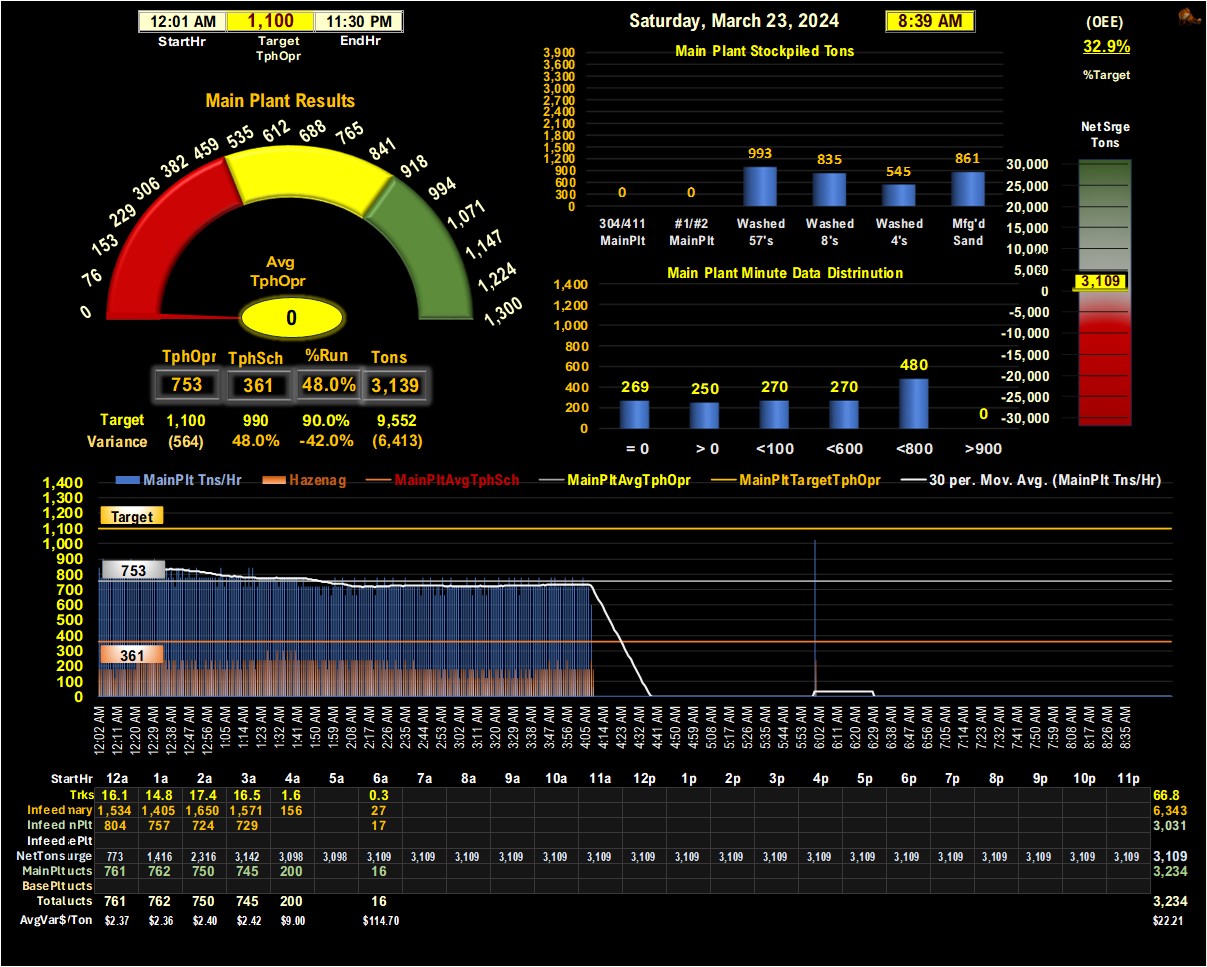 12:01 AM 1,100 11:30 PM
StartHr Target TphOpr EndHr
Saturday, March 23, 2024 8:39 AM
(OEE)
32.9%
%Target
Main Plant Results
0 76 153 229 306 382 459 535 612 688 765 841 918 994 1,071 1,147 1,224 1,300
Avg
TphOpr
0
TphOpr TphSch %Run Tons
753 361 48.0% 3,139
Target 1,100 990 90.0% 9,552
Variance (564) 48.0% -42.0% (6,413)
Main Plant Stockpiled Tons
3,900
3,600
3,300
3,000
2,700
2,400
2,100
1,800
1,500
1,200
900
600
300
0
0 0 993 835 545 861
304/411 #1/#2 Washed Washed Washed Mfg'd
MainPlt MainPlt 57's 8's 4's Sand
Main Plant Minute Data Distrinution
1,400
1,200
1,000
800
600
400
200
0
269 250 270 270 480 0
= 0 > 0 <100 <600 <800 >900
Net Srge
Tons
30,000
25,000
20,000
15,000
10,000
5,000
0
-5,000
-10,000
-15,000
-20,000
-25,000
-30,000
3,109
MainPlt Tns/Hr Hazenag MainPltAvgTphSch MainPltAvgTphOpr MainPltTargetTphOpr 30 per. Mov. Avg. (MainPlt Tns/Hr)
1,400
1,300
1,200
1,100
1,000
900
800
700
600
500
400
300
200
100
0
Target
753
361
12:02 AM 12:11 AM 12:20 AM 12:29 AM 12:38 AM 12:47 AM 12:56 AM 1:05 AM 1:14 AM 1:23 AM 1:32 AM 1:41 AM 1:50 AM 1:59 AM 2:08 AM 2:17 AM 2:26 AM 2:35 AM 2:44 AM 2:53 AM 3:02 AM 3:11 AM 3:20 AM 3:29 AM 3:38 AM 3:47 AM 3:56 AM 4:05 AM 4:14 AM 4:23 AM 4:32 AM 4:41 AM 4:50 AM 4:59 AM 5:08 AM 5:17 AM 5:26 AM 5:35 AM 5:44 AM 5:53 AM 6:02 AM 6:11 AM 6:20 AM 6:29 AM 6:38 AM 6:47 AM 6:56 AM 7:05 AM 7:14 AM 7:23 AM 7:32 AM 7:41 AM 7:50 AM 7:59 AM 8:08 AM 8:17 AM 8:26 AM 8:35 AM
StartHr 12a 1a 2a 3a 4a 5a 6a 7a 8a 9a 10a 11a 12p 1p 2p 3p 4p 5p 6p 7p 8p 9p 10p 11p
Trks 16.1 14.8 17.4 16.5 1.6 0.3 66.8
Infeed nary 1,534 1,405 1,650 1,571 156 27 6,343
Infeed nPlt 804 757 724 729 17 3,031
Infeed ePlt
NetTons urge 773 1,416 2,316 3,142 3,098 3,098 3,109 3,109 3,109 3,109 3,109 3,109 3,109 3,109 3,109 3,109 3,109 3,109 3,109 3,109 3,109 3,109 3,109 3,109 3,109
MainPlt ucts 761 762 750 745 200 16 3,234
BasePlt ucts
Total ucts 761 762 750 745 200 16 3,234
AvgVar$/Ton $2.37 $2.36 $2.40 $2.42 $9.00 $114.70 $22.21